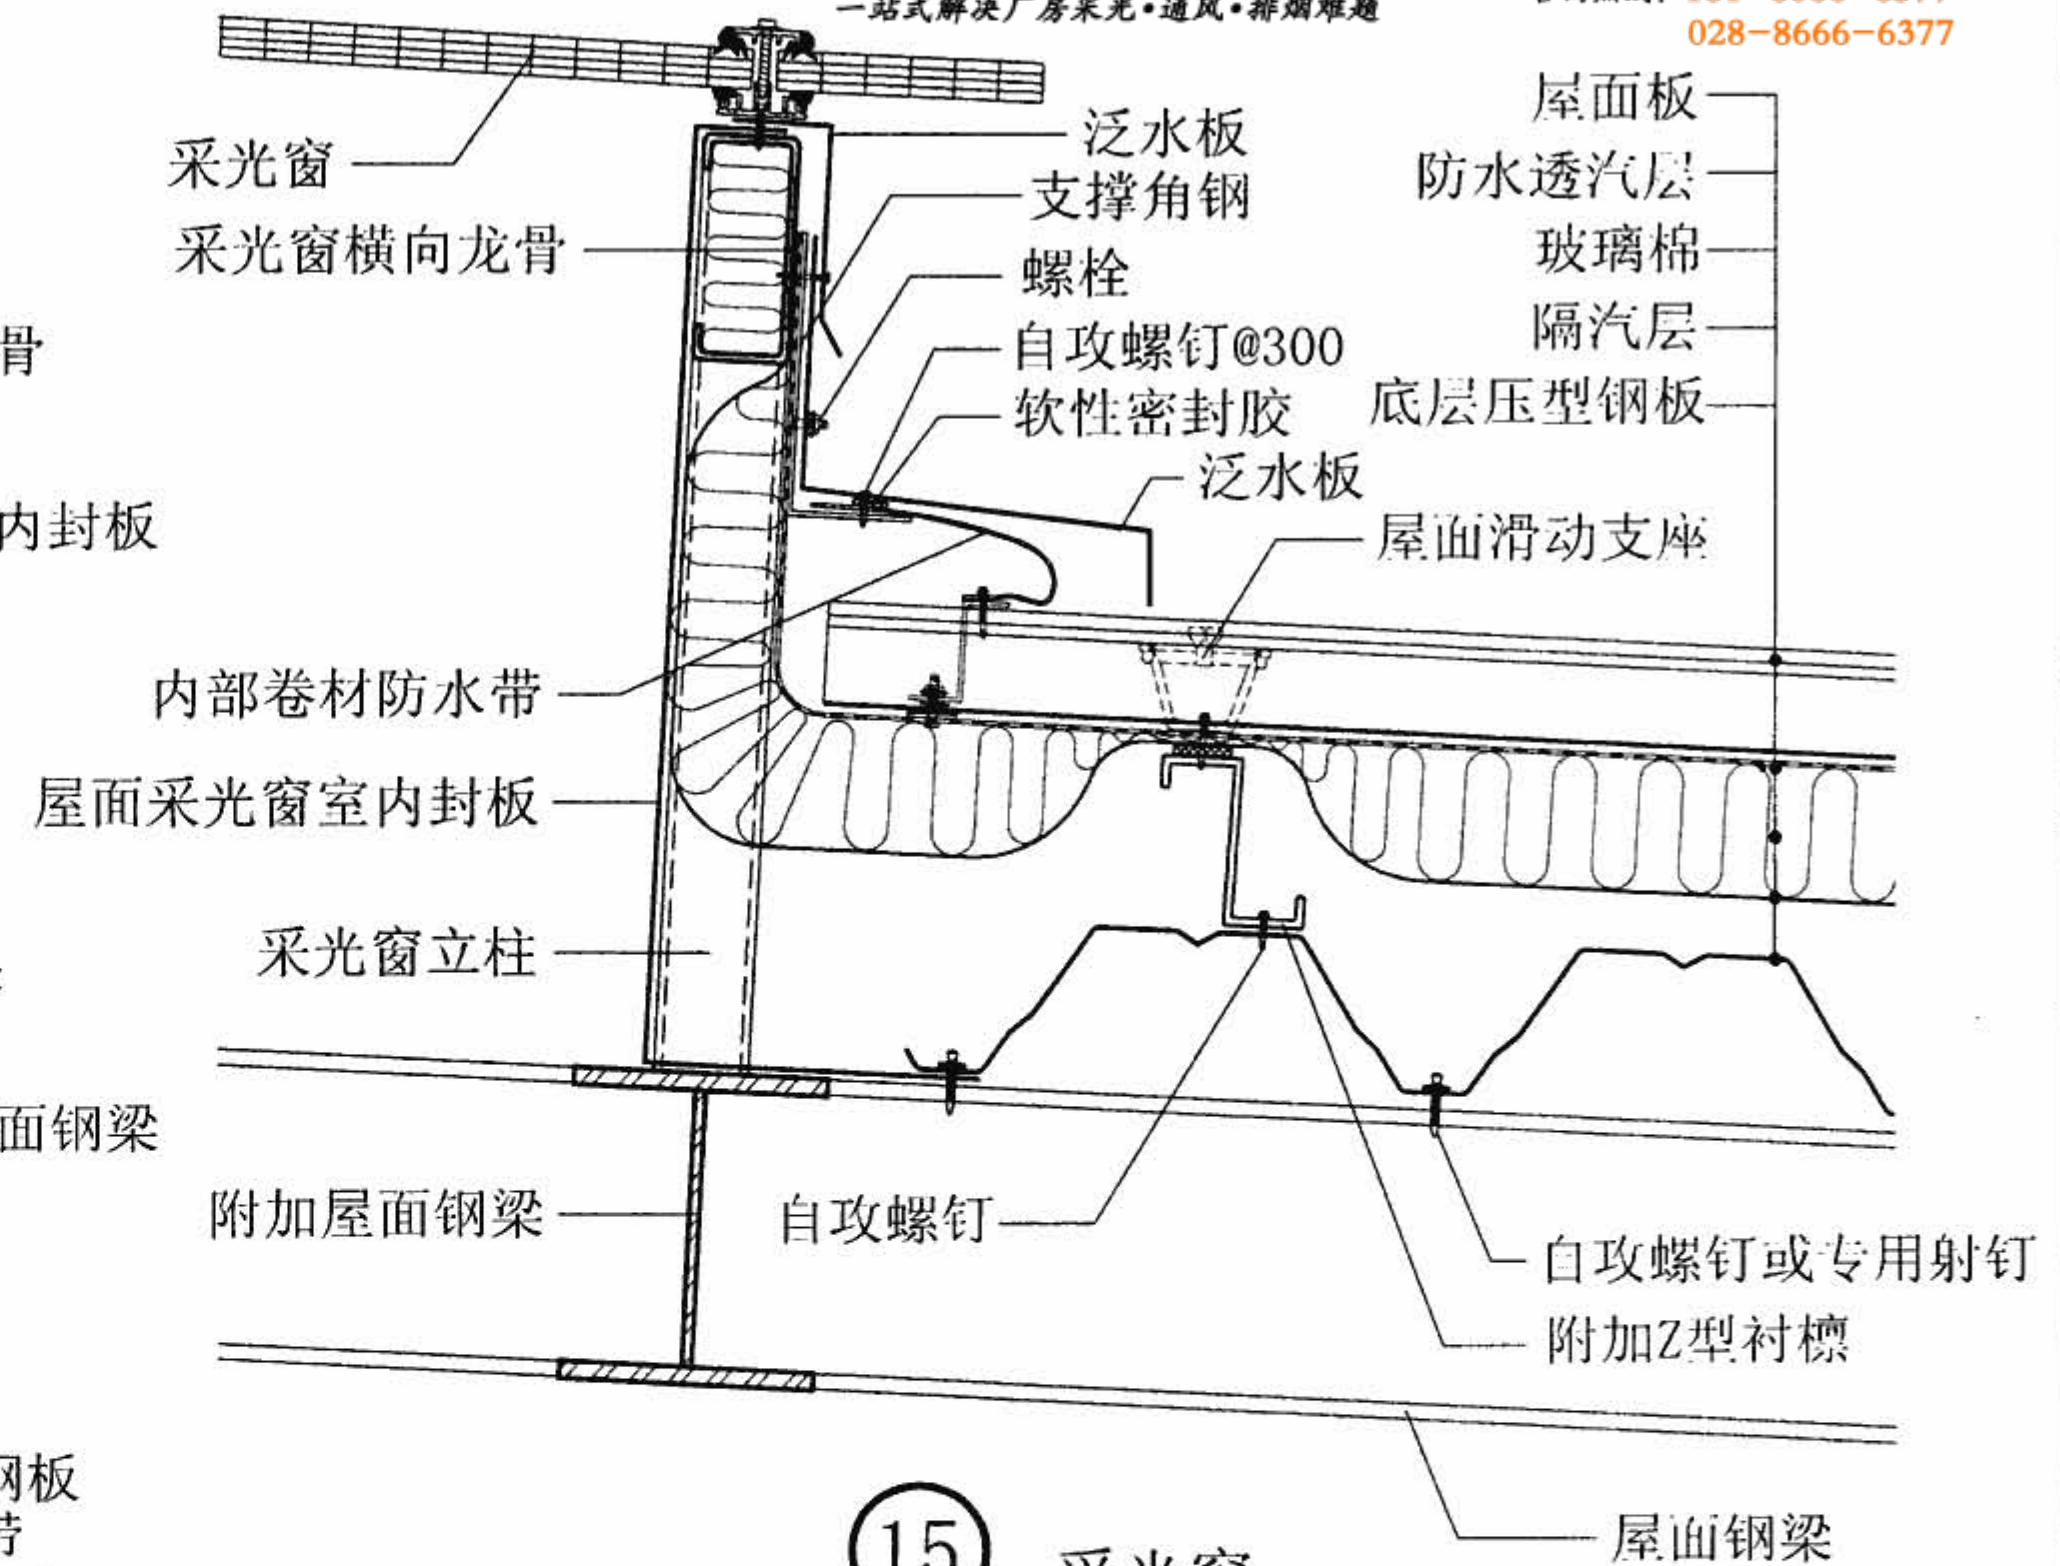 一站式解决厂房采光•通风•排烟难题
028-8666-6377
采光窗
采光窗横向龙骨
骨
内封板
内部卷材防水带
屋面采光窗室内封板
采光窗立柱
面钢梁
附加屋面钢梁
钢板
泛水板
支撑角钢
螺栓
自攻螺钉@300
软性密封胶
泛水板
屋面滑动支座
屋面板
防水透汽层
玻璃棉
隔汽层
底层压型钢板
自攻螺钉
自攻螺钉或专用射钉
附加Z型衬檩
屋面钢梁
15
采光窗